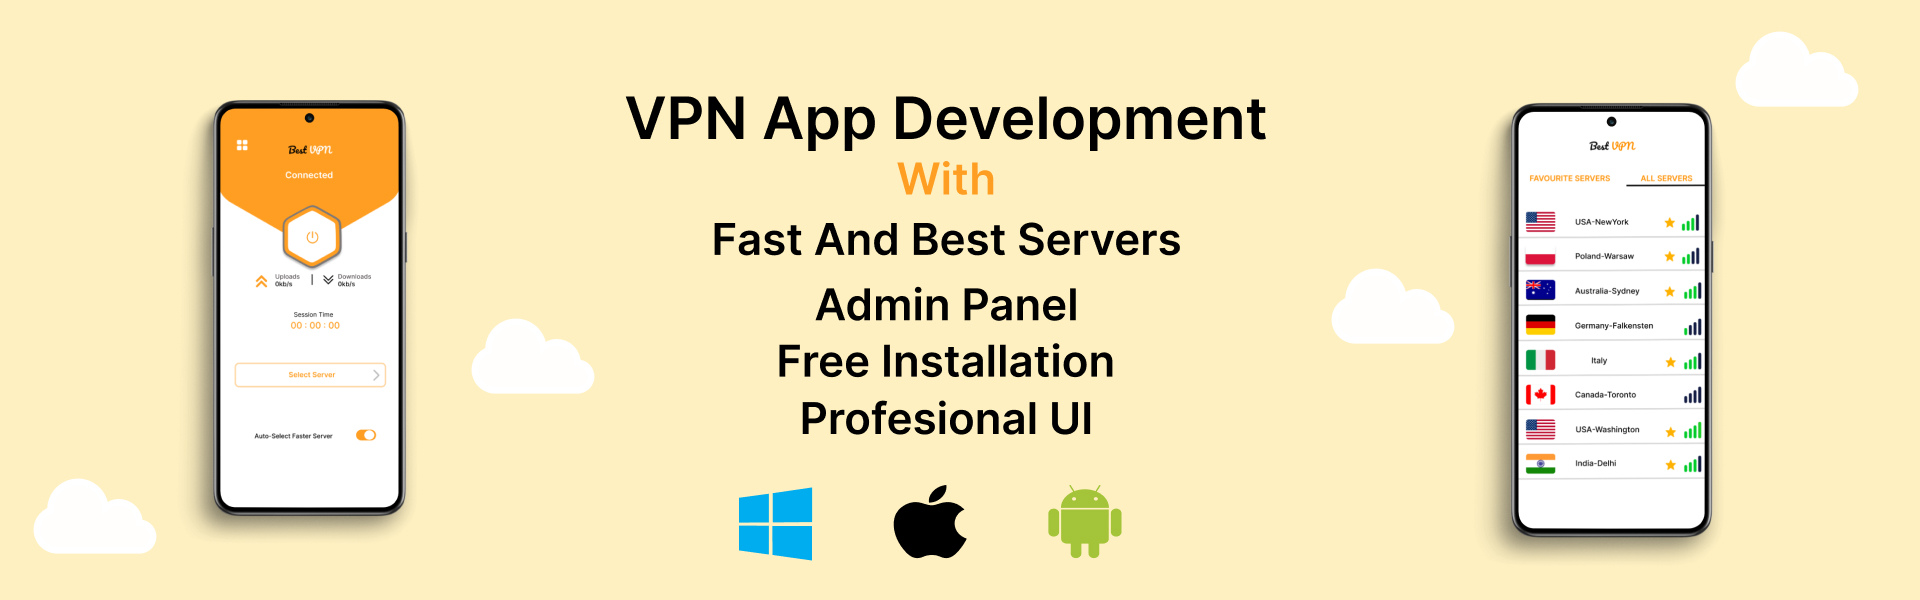 Best VPN
Connected
Uploads
0kb/s
Downloads
0kb/s
Session Time
00 : 00 : 00
Select Server
Auto-Select Faster Server
VPN App Development
With
Fast And Best Servers
Admin Panel
Free Installation
Profesional UI
Best VPN
FAVOURITE SERVERS
ALL SERVERS
USA-NewYork
Poland-Warsaw
Australia-Sydney
Germany-Falkensten
Italy
Canada-Toronto
USA-Washington
India-Delhi